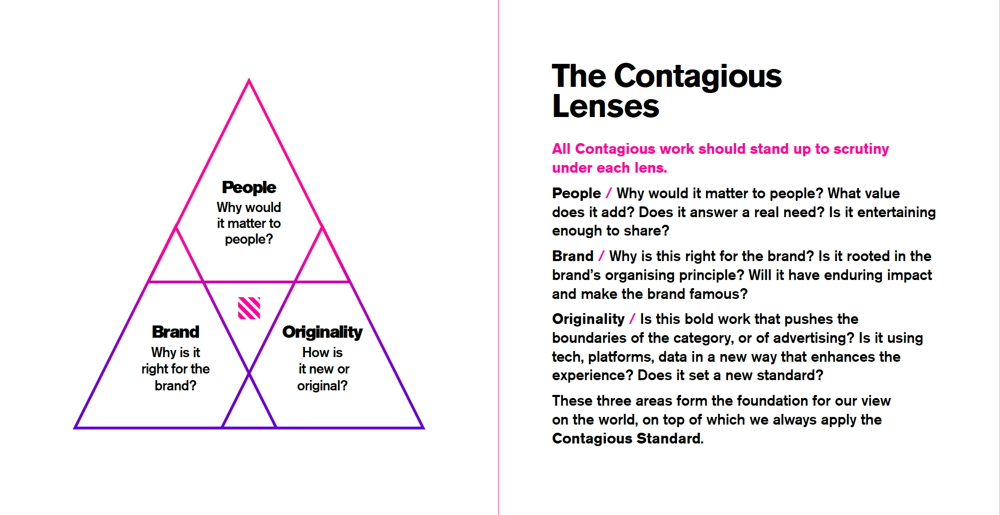 People
Why would
it matter to
people?
Brand
Why is it
right for the
brand?
Originality
How is
it new or
original?
The Contagious
Lenses
All Contagious work should stand up to scrutiny
under each lens.
People / Why would it matter to people? What value
does it add? Does it answer a real need? Is it entertaining
enough to share?
Brand / Why is this right for the brand? Is it rooted in the
brand’s organising principle? Will it have enduring impact
and make the brand famous?
Originality / Is this bold work that pushes the
boundaries of the category, or of advertising? Is it using
tech, platforms, data in a new way that enhances the
experience? Does it set a new standard?
These three areas form the foundation for our view
on the world, on top of which we always apply the
Contagious Standard.